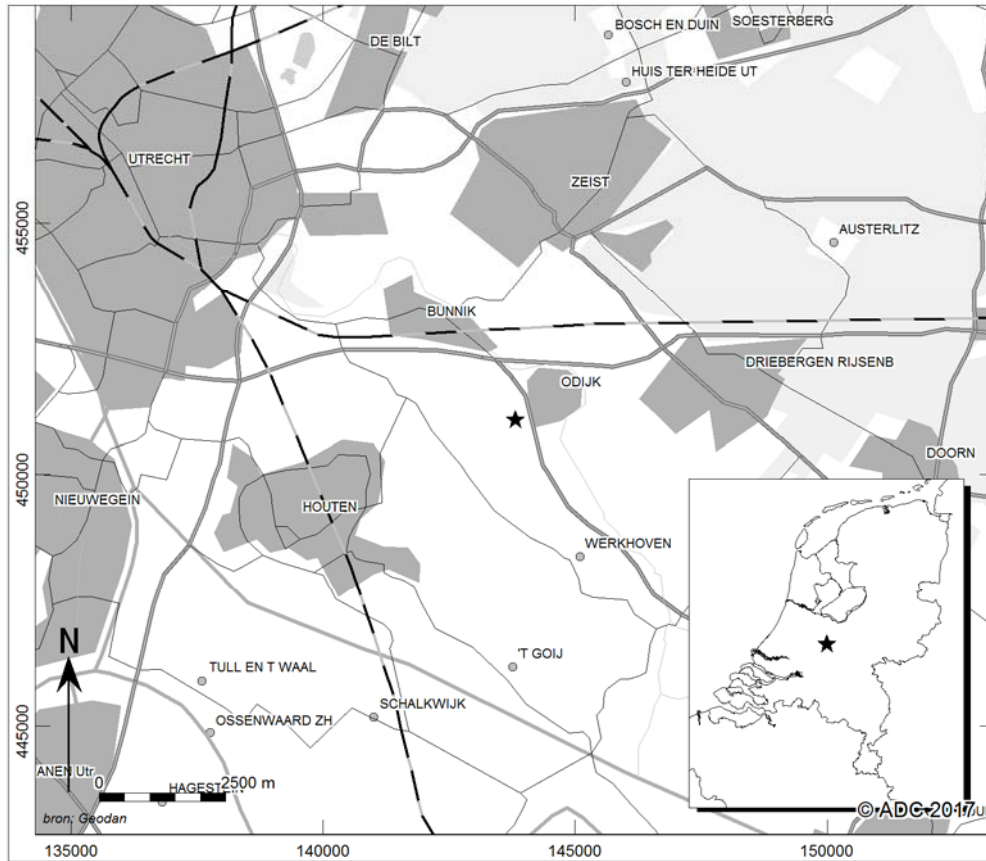 SOESTERBERG
BOSCH EN DUIN
DE BILT
HUIS TER HEIDE UT
UTRECHT
ZEIST
AUSTERLITZ
BUNNIK
DRIEBERGEN RIJSENB
ODIJK
DOORN
NIEUWEGEIN
HOUTEN
WERKHOVEN
N
TULL EN T WAAL
'T GOIJ
SCHALKWIJK
OSSENWAARD ZH
ANEN Utr
0
2500 m
HAGESTEIN
bron: Geodan
© ADC 2017
455000
450000
445000
135000
140000
145000
150000